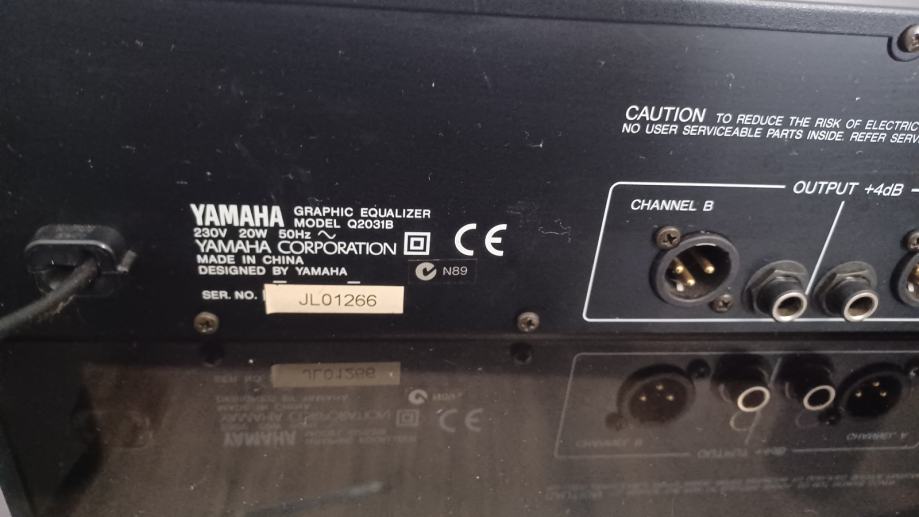 CAUTION TO REDUCE THE RISK OF ELECTRIC
NO USER SERVICEABLE PARTS INSIDE. REFER SERV
OUTPUT +4dB
CHANNEL B
YAMAHA GRAPHIC EQUALIZER
MODEL Q2031B
230V 20W 50Hz ~
YAMAHA CORPORATION CE
MADE IN CHINA
DESIGNED BY YAMAHA
N89
SER. NO. JL01266